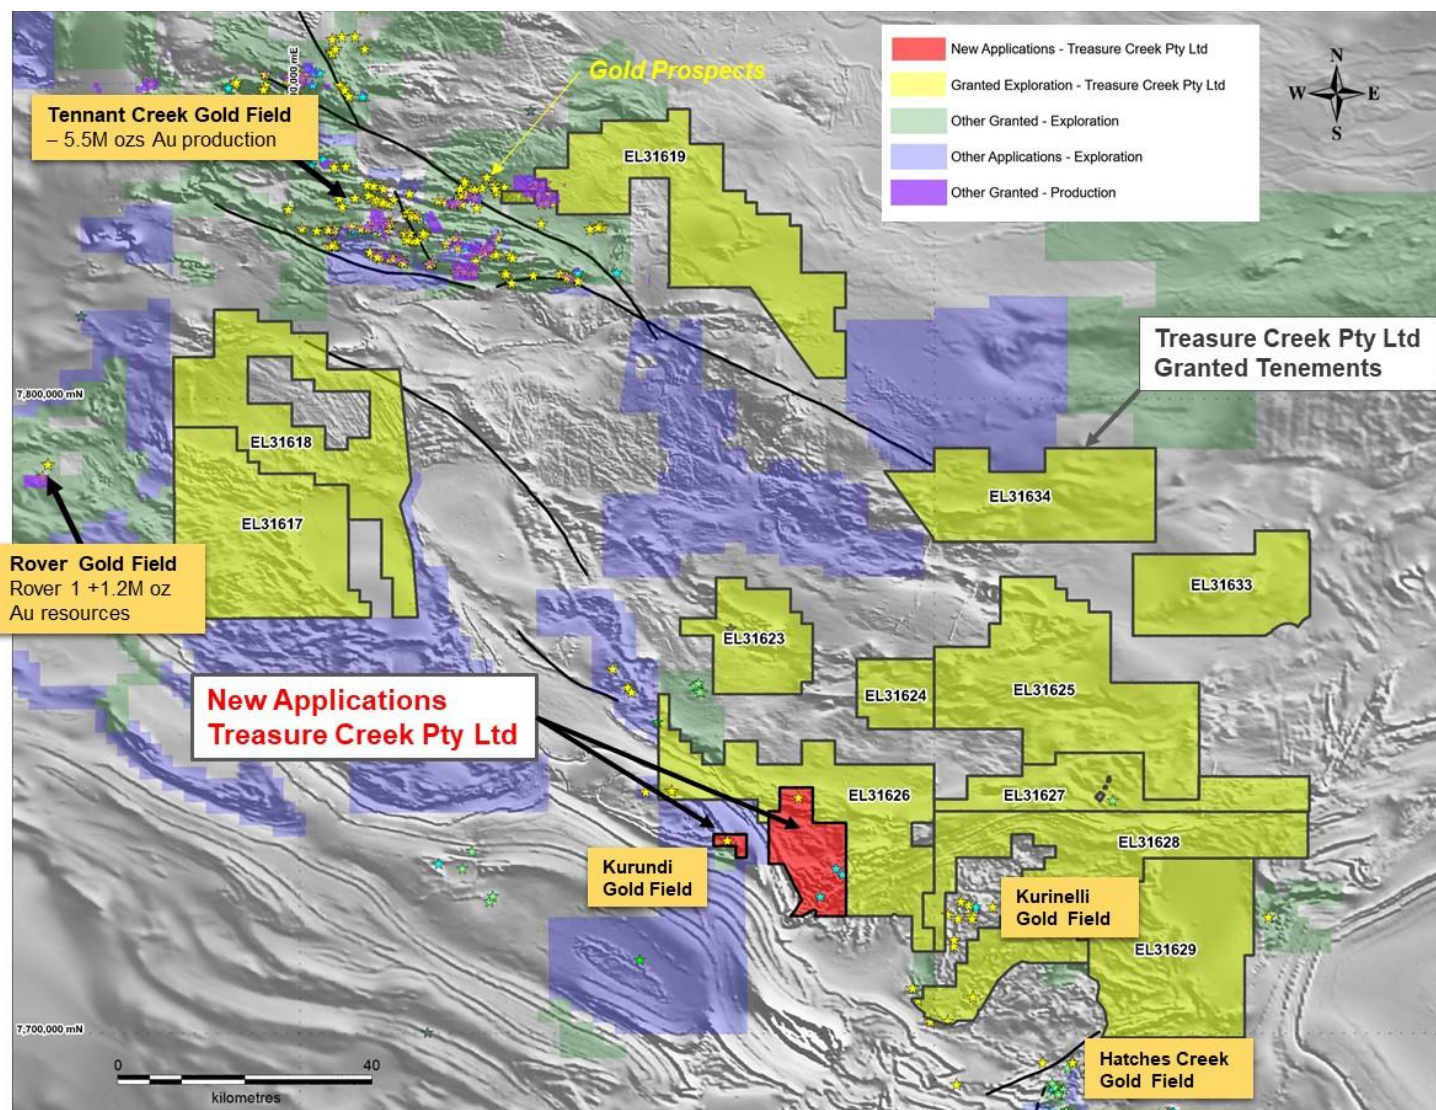 New Applications - Treasure Creek Pty Ltd
Granted Exploration - Treasure Creek Pty Ltd
Other Granted - Exploration
Other Applications - Exploration
Other Granted - Production
N
W
E
S
Gold Prospects
Tennant Creek Gold Field
– 5.5M ozs Au production
EL31619
Treasure Creek Pty Ltd
Granted Tenements
7,800,000 mN
EL31618
EL31617
EL31634
Rover Gold Field
Rover 1 +1.2M oz
Au resources
EL31633
EL31623
EL31624
EL31625
New Applications
Treasure Creek Pty Ltd
EL31626
EL31627
EL31628
Kurundi
Gold Field
Kurinelli
Gold Field
EL31629
7,700,000 mN
Hatches Creek
Gold Field
0
40
kilometres